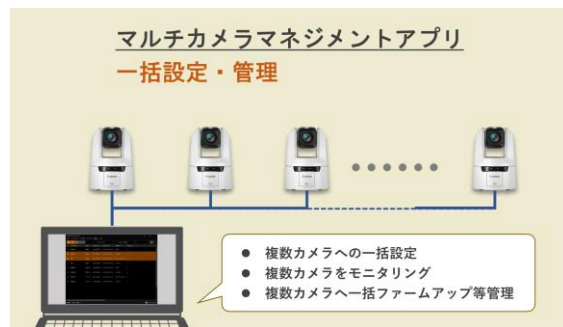 マルチカメラマネジメントアプリ
一括設定・管理
● 複数カメラへの一括設定
● 複数カメラをモニタリング
● 複数カメラへ一括ファームアップ等管理